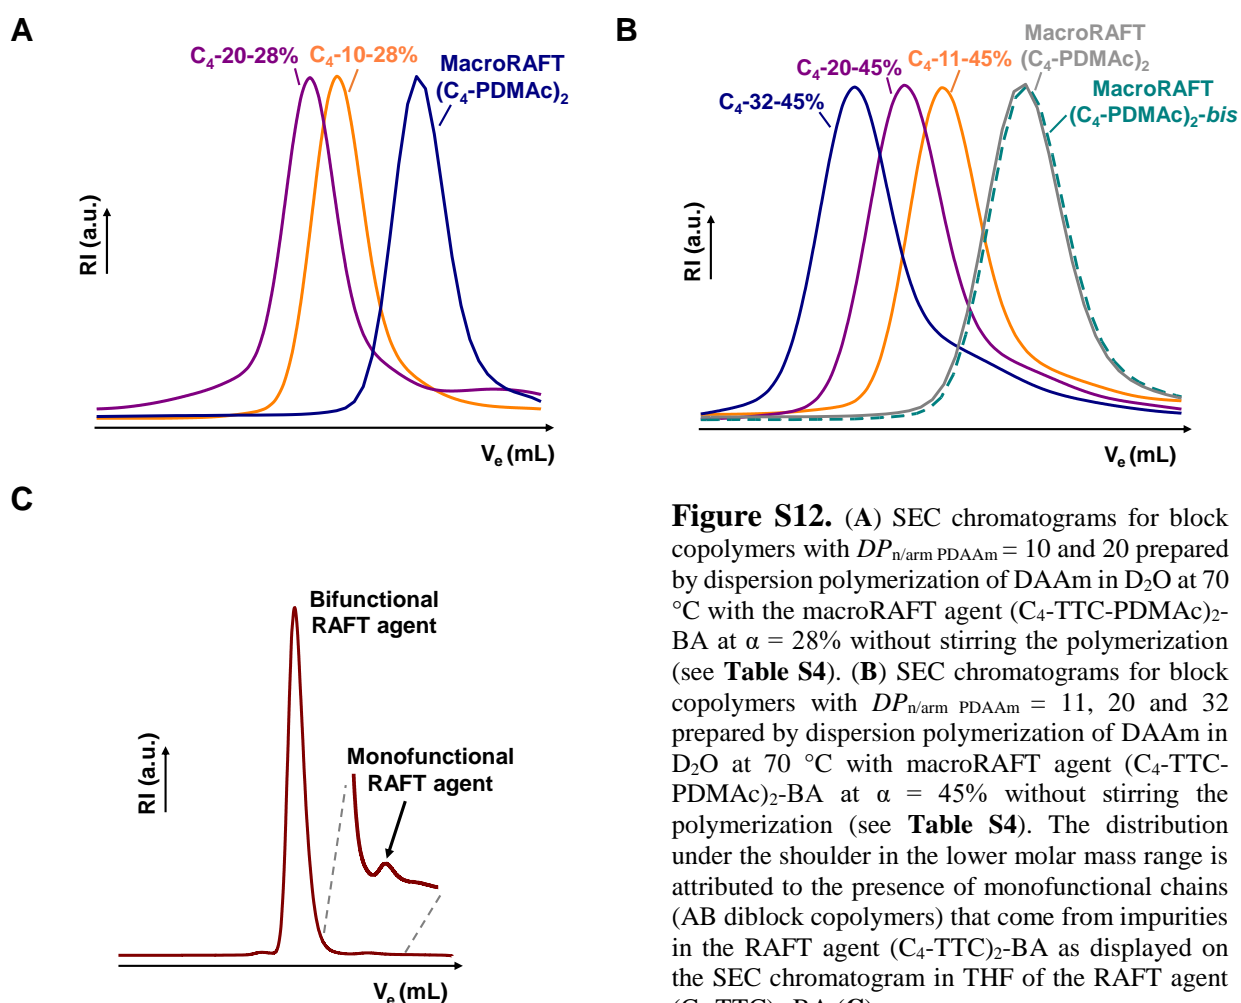 A
C4-20-28%
C4-10-28%
MacroRAFT
(C4-PDMAc)2
RI (a.u.)
Ve (mL)
B
MacroRAFT
(C4-PDMAc)2
C4-20-45%
C4-11-45%
C4-32-45%
MacroRAFT
(C4-PDMAc)2-bis
RI (a.u.)
Ve (mL)
C
Bifunctional
RAFT agent
Monofunctional
RAFT agent
RI (a.u.)
Ve (mL)
Figure S12. (A) SEC chromatograms for block
copolymers with DPn/arm PDAAm = 10 and 20 prepared
by dispersion polymerization of DAAm in D2O at 70
°C with the macroRAFT agent (C4-TTC-PDMAc)2-
BA at α = 28% without stirring the polymerization
(see Table S4). (B) SEC chromatograms for block
copolymers with DPn/arm PDAAm = 11, 20 and 32
prepared by dispersion polymerization of DAAm in
D2O at 70 °C with macroRAFT agent (C4-TTC-
PDMAc)2-BA at α = 45% without stirring the
polymerization (see Table S4). The distribution
under the shoulder in the lower molar mass range is
attributed to the presence of monofunctional chains
(AB diblock copolymers) that come from impurities
in the RAFT agent (C4-TTC)2-BA as displayed on
the SEC chromatogram in THF of the RAFT agent